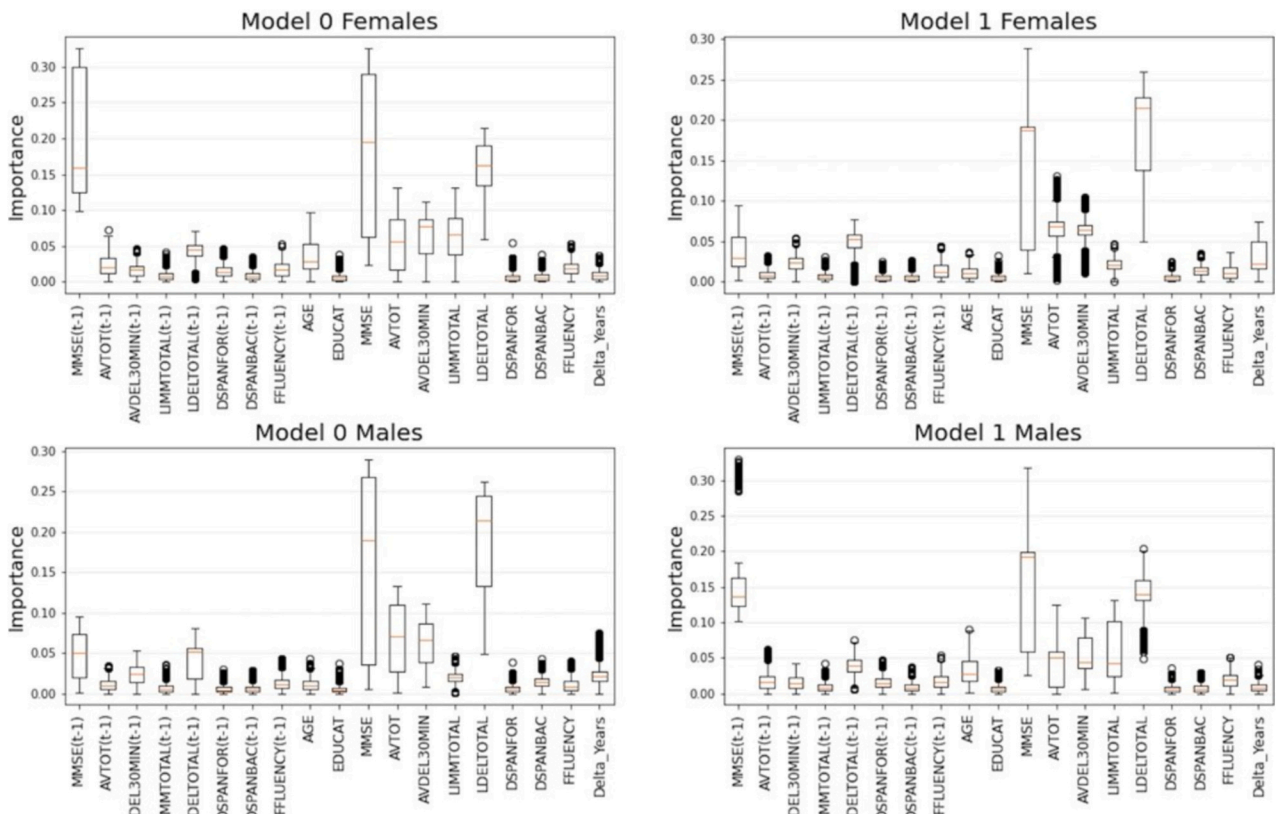 Model 0 Females
Importance
0.30
0.25
0.20
0.15
0.10
0.05
0.00
MMSE(t-1)
AVTOT(t-1)
AVDEL30MIN(t-1)
LIMMTOTAL(t-1)
LDELTOTAL(t-1)
DSPANFOR(t-1)
DSPANBAC(t-1)
FFLUENCY(t-1)
AGE
EDUCAT
MMSE
AVTOT
AVDEL30MIN
LIMMTOTAL
LDELTOTAL
DSPANFOR
DSPANBAC
FFLUENCY
Delta_Years
Model 1 Females
Importance
0.30
0.25
0.20
0.15
0.10
0.05
0.00
MMSE(t-1)
AVTOT(t-1)
AVDEL30MIN(t-1)
LIMMTOTAL(t-1)
LDELTOTAL(t-1)
DSPANFOR(t-1)
DSPANBAC(t-1)
FFLUENCY(t-1)
AGE
EDUCAT
MMSE
AVTOT
AVDEL30MIN
LIMMTOTAL
LDELTOTAL
DSPANFOR
DSPANBAC
FFLUENCY
Delta_Years
Model 0 Males
Importance
0.30
0.25
0.20
0.15
0.10
0.05
0.00
MMSE(t-1)
AVTOT(t-1)
DEL30MIN(t-1)
MMTOTAL(t-1)
DELTOTAL(t-1)
DSPANFOR(t-1)
DSPANBAC(t-1)
FFLUENCY(t-1)
AGE
EDUCAT
MMSE
AVTOT
AVDEL30MIN
LIMMTOTAL
LDELTOTAL
DSPANFOR
DSPANBAC
FFLUENCY
Delta_Years
Model 1 Males
Importance
0.30
0.25
0.20
0.15
0.10
0.05
0.00
MMSE(t-1)
AVTOT(t-1)
DEL30MIN(t-1)
MMTOTAL(t-1)
DELTOTAL(t-1)
DSPANFOR(t-1)
DSPANBAC(t-1)
FFLUENCY(t-1)
AGE
EDUCAT
MMSE
AVTOT
AVDEL30MIN
LIMMTOTAL
LDELTOTAL
DSPANFOR
DSPANBAC
FFLUENCY
Delta_Years